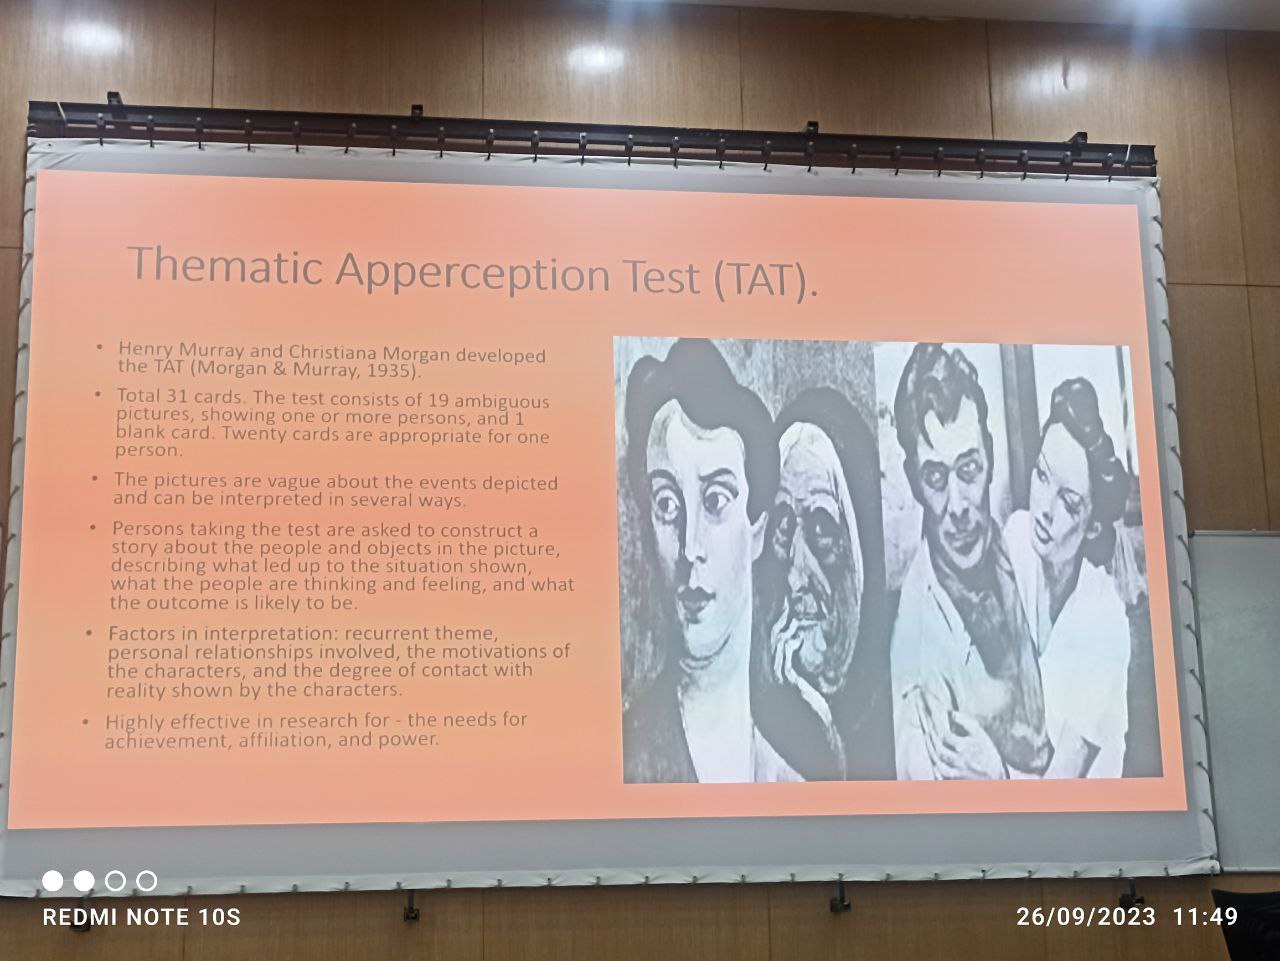 Thematic Apperception Test (TAT).
• Henry Murray and Christiana Morgan developed
the TAT (Morgan & Murray, 1935).
• Total 31 cards. The test consists of 19 ambiguous
pictures, showing one or more persons, and 1
blank card. Twenty cards are appropriate for one
person.
• The pictures are vague about the events depicted
and can be interpreted in several ways.
• Persons taking the test are asked to construct a
story about the people and objects in the picture,
describing what led up to the situation shown,
what the people are thinking and feeling, and what
the outcome is likely to be.
• Factors in interpretation: recurrent theme,
personal relationships involved, the motivations of
the characters, and the degree of contact with
reality shown by the characters.
• Highly effective in research for - the needs for
achievement, affiliation, and power.
REDMI NOTE 10S
26/09/2023 11:49